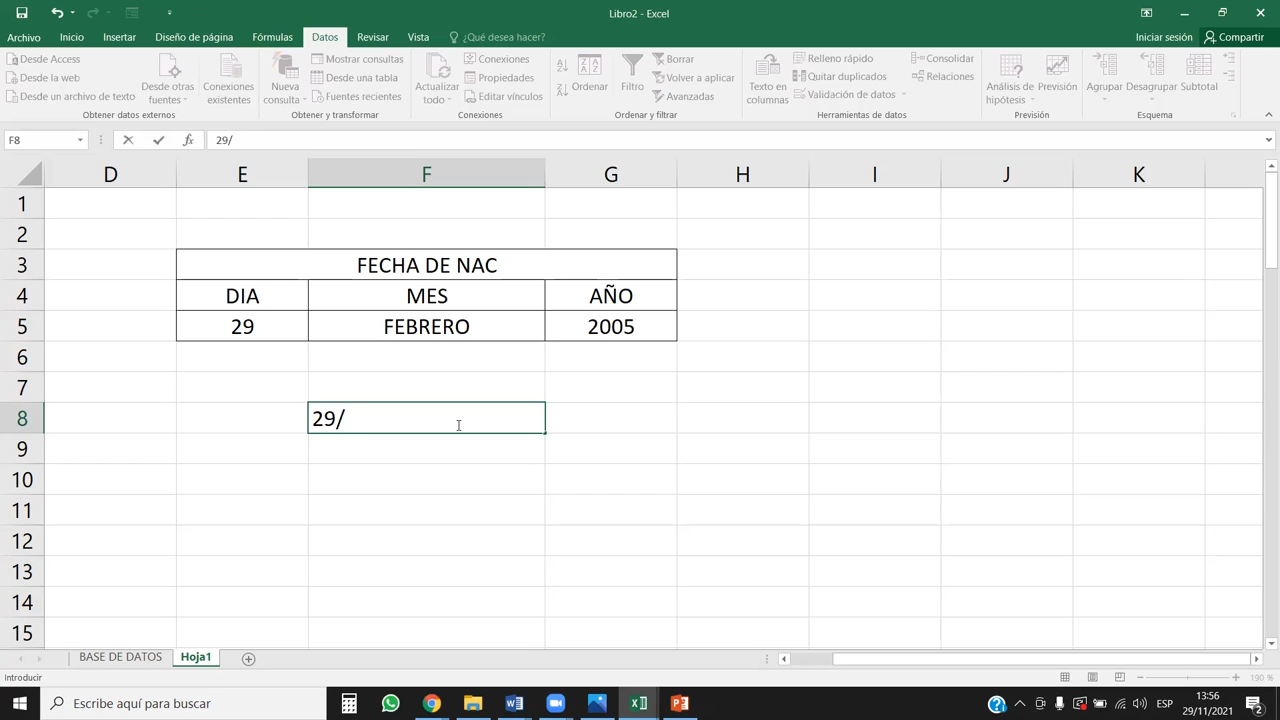 Libro2 - Excel
Archivo Inicio Insertar Diseño de página Fórmulas Datos Revisar Vista ¿Qué desea hacer? Iniciar sesión Compartir
Desde Access
Desde la web
Desde un archivo de texto
Desde otras fuentes
Conexiones existentes
Obtener datos externos
Nueva consulta
Mostrar consultas
Desde una tabla
Fuentes recientes
Obtener y transformar
Actualizar todo
Conexiones
Propiedades
Editar vínculos
Conexiones
Ordenar
Filtro
Borrar
Volver a aplicar
Avanzadas
Ordenar y filtrar
Texto en columnas
Relleno rápido
Quitar duplicados
Validación de datos
Consolidar
Relaciones
Herramientas de datos
Análisis de hipótesis
Previsión
Previsión
Agrupar
Desagrupar
Subtotal
Esquema
F8 fx 29/
D E F G H I J K
1
2
3 FECHA DE NAC
4 DIA MES AÑO
5 29 FEBRERO 2005
6
7
8 29/
9
10
11
12
13
14
15
BASE DE DATOS Hoja1
Introducir 190 %
Escribe aquí para buscar
ESP
13:56
29/11/2021
2